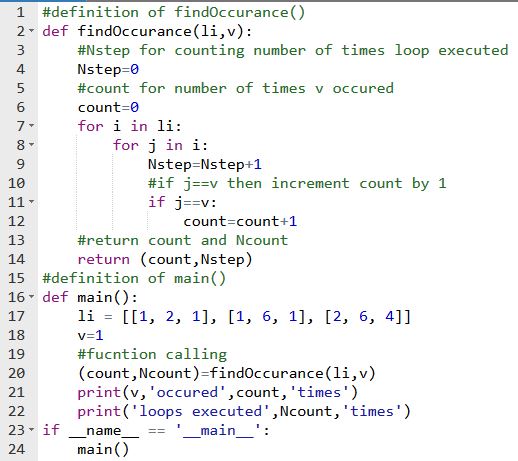 1 #definition of findOccurance()
2 def findOccurance(li,v):
3 #Nstep for counting number of times loop executed
4 Nstep=0
5 #count for number of times v occured
6 count=0
7 for i in li:
8 for j in i:
9 Nstep=Nstep+1
10 #if j==v then increment count by 1
11 if j==v:
12 count=count+1
13 #return count and Ncount
14 return (count,Nstep)
15 #definition of main()
16 def main():
17 li = [[1, 2, 1], [1, 6, 1], [2, 6, 4]]
18 v=1
19 #fucntion calling
20 (count,Ncount)=findOccurance(li,v)
21 print(v,'occured',count,'times')
22 print('loops executed',Ncount,'times')
23 if __name__ == '__main__':
24 main()